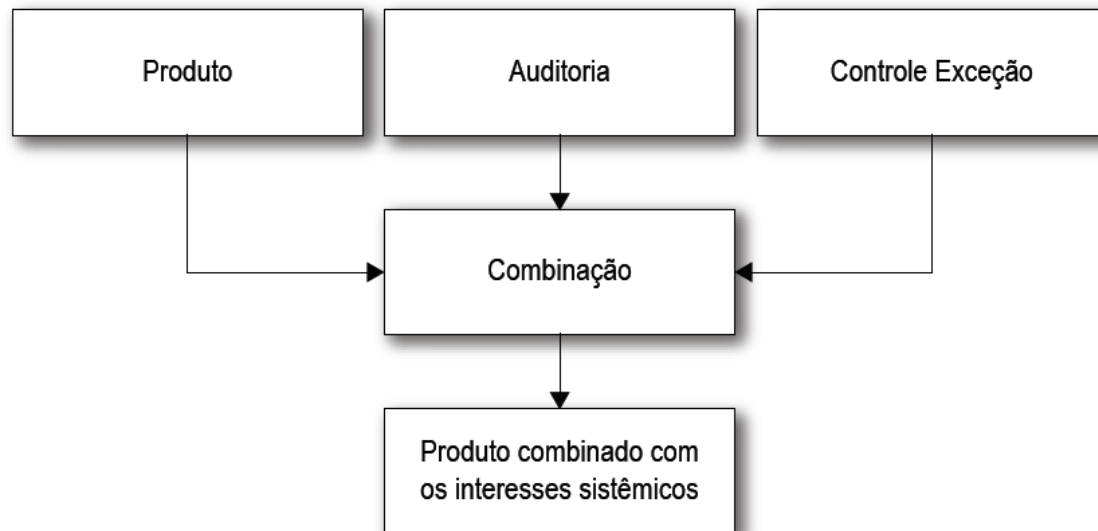 Produto
Auditoria
Controle Exceção
Combinação
Produto combinado com
os interesses sistêmicos